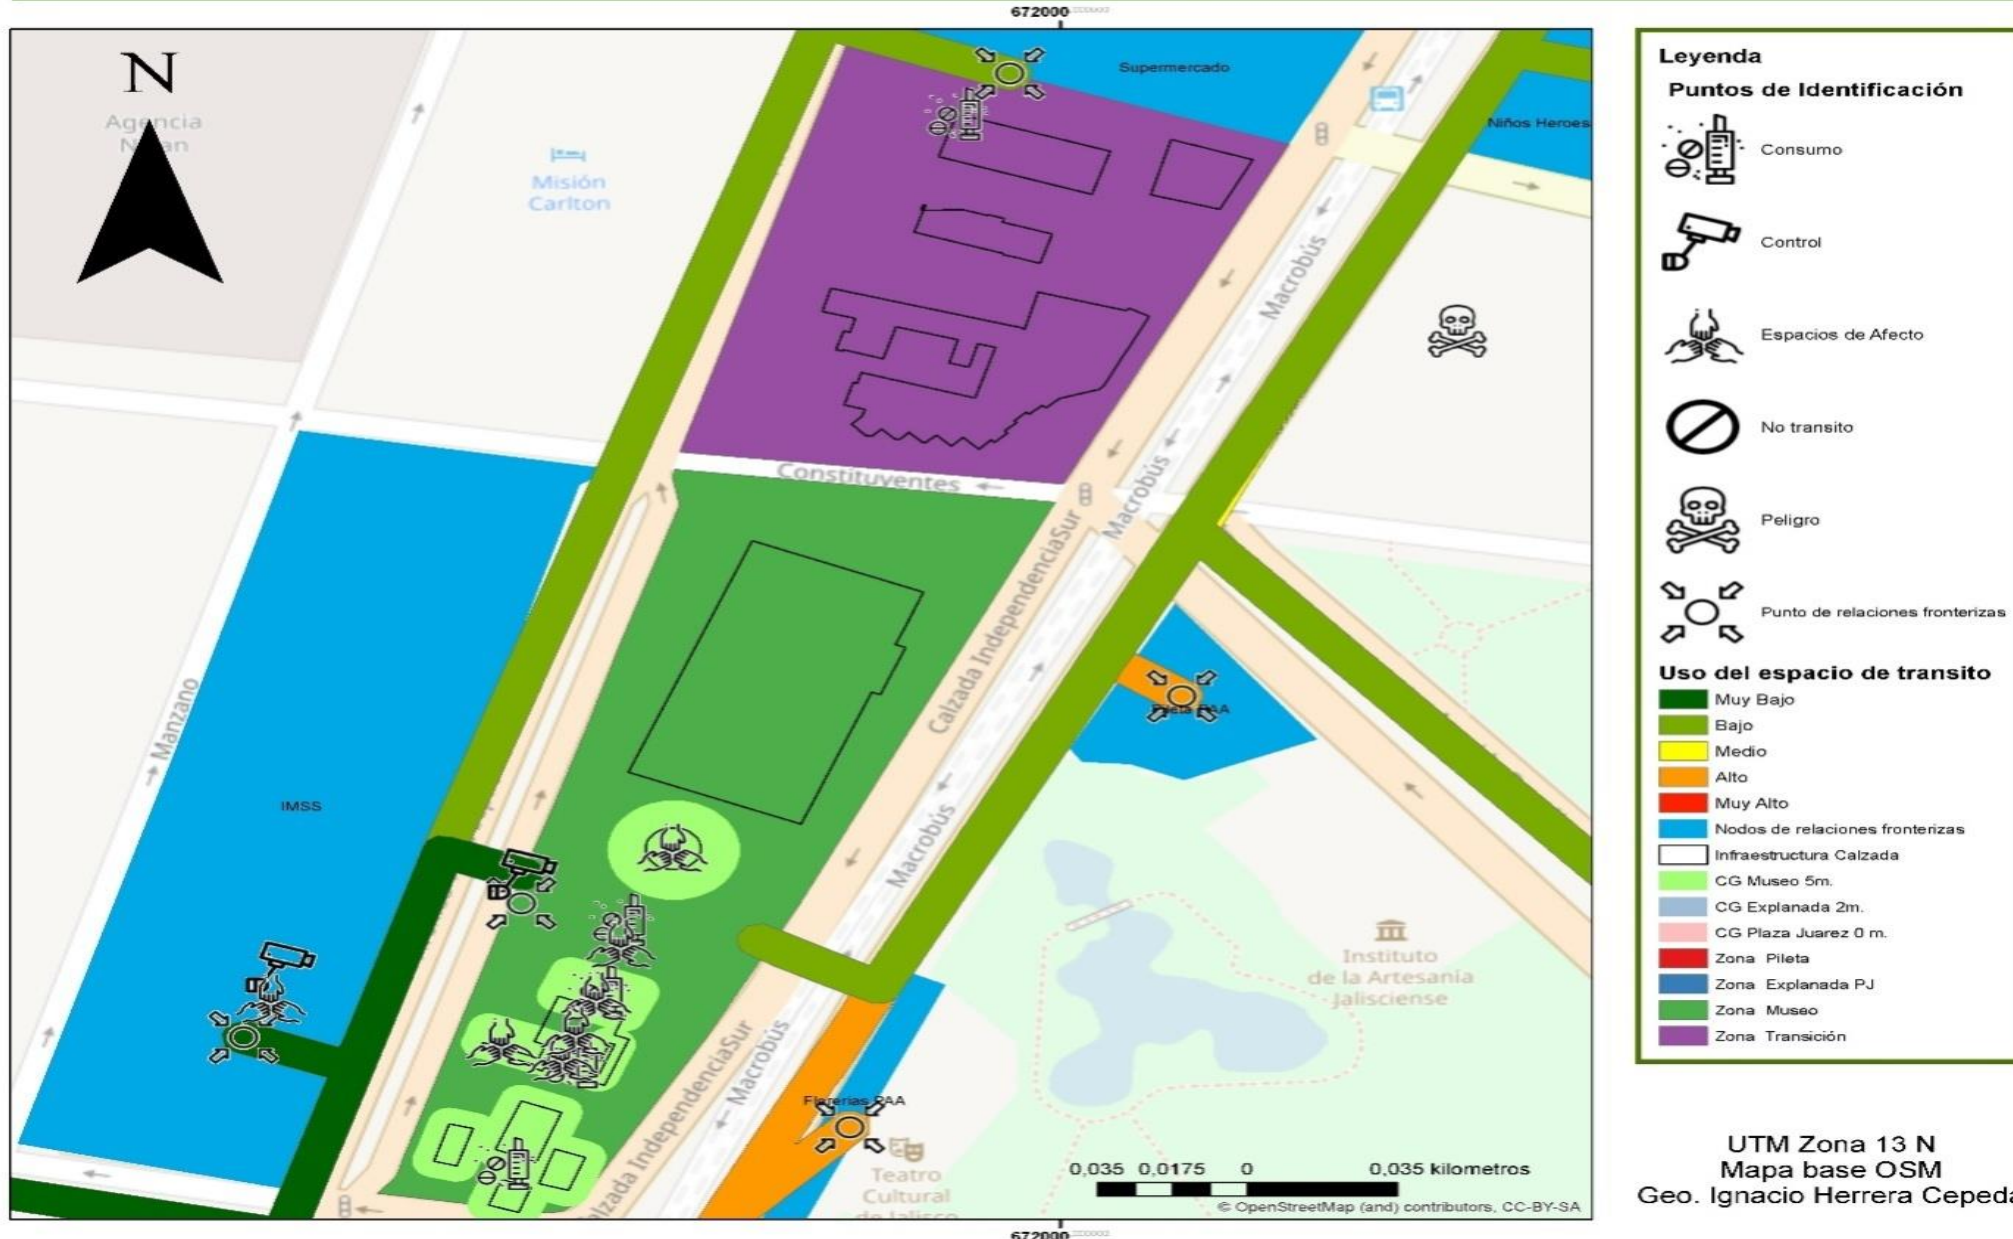 672000
N
Agencia
Misión
Carlton
Supermercado
Niños Heroes
Macrobús
Constituyentes
Macrobús
Calzada IndependenciaSur
Manzano
IMSS
Macrobús
Instituto
de la Artesanía
Jalisciense
Calzada IndependenciaSur
Macrobús
Teatro
Cultural
de Jalisco
0,035 0,0175 0 0,035 kilometros
© OpenStreetMap (and) contributors, CC-BY-SA
672000
Leyenda
Puntos de Identificación
Consumo
Control
Espacios de Afecto
No transito
Peligro
Punto de relaciones fronterizas
Uso del espacio de transito
Muy Bajo
Bajo
Medio
Alto
Muy Alto
Nodos de relaciones fronterizas
Infraestructura Calzada
CG Museo 5m.
CG Explanada 2m.
CG Plaza Juarez 0 m.
Zona Pileta
Zona Explanada PJ
Zona Museo
Zona Transición
UTM Zona 13 N
Mapa base OSM
Geo. Ignacio Herrera Cepeda